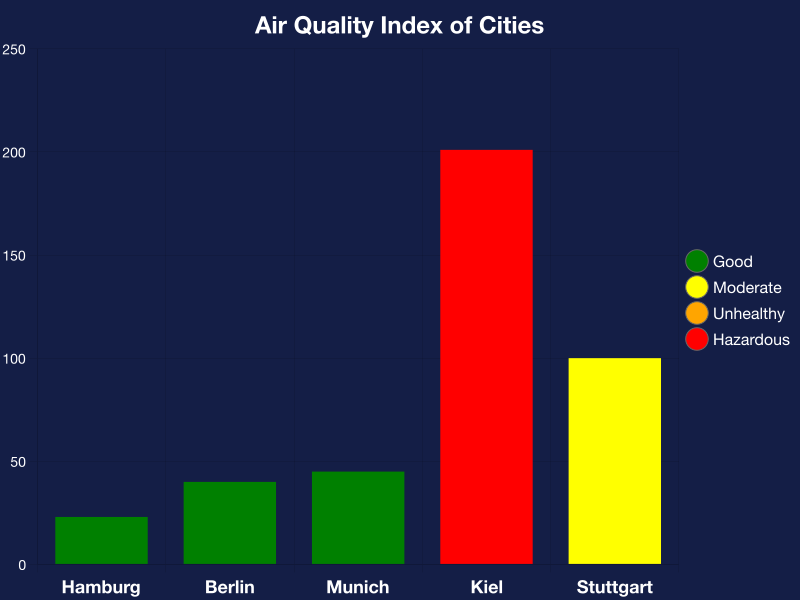 Air Quality Index of Cities
250
200
150
100
50
0
Good
Moderate
Unhealthy
Hazardous
Hamburg
Berlin
Munich
Kiel
Stuttgart